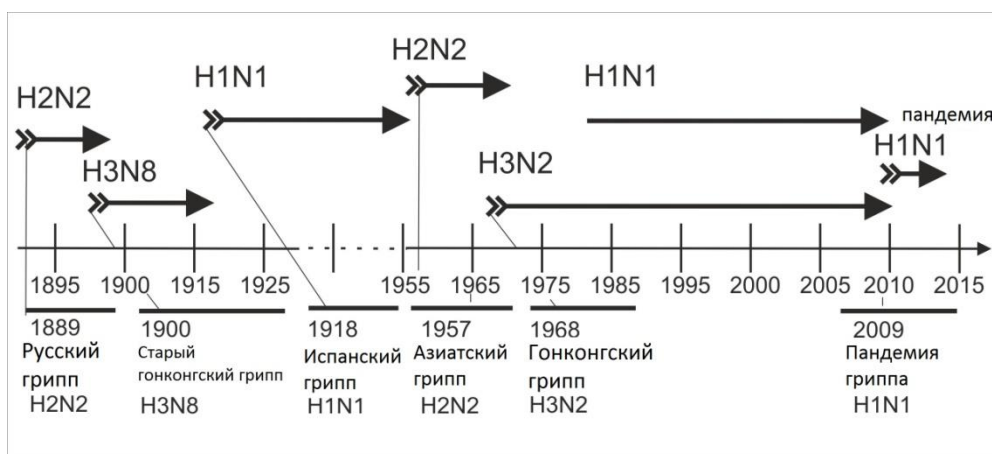 H2N2
H3N8
H1N1
H2N2
H3N2
H1N1
пандемия
H1N1
1895 1900 1915 1925 1955 1965 1975 1985 1995 2000 2005 2010 2015
1889
Русский
грипп
H2N2
1900
Старый
гонконгский грипп
H3N8
1918
Испанский
грипп
H1N1
1957
Азиатский
грипп
H2N2
1968
Гонконгский
грипп
H3N2
2009
Пандемия
гриппа
H1N1